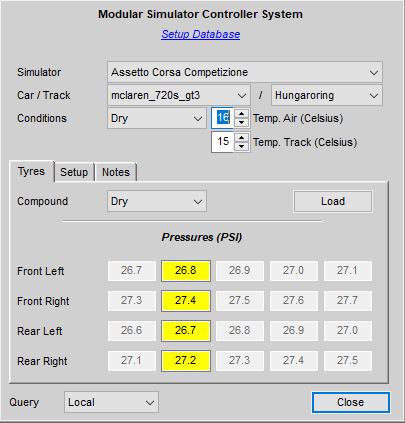 Modular Simulator Controller System
Setup Database
Simulator Assetto Corsa Competizione
Car / Track mclaren_720s_gt3 / Hungaroring
Conditions Dry 16 Temp. Air (Celsius)
15 Temp. Track (Celsius)
Tyres Setup Notes
Compound Dry Load
Pressures (PSI)
Front Left 26.7 26.8 26.9 27.0 27.1
Front Right 27.3 27.4 27.5 27.6 27.7
Rear Left 26.6 26.7 26.8 26.9 27.0
Rear Right 27.1 27.2 27.3 27.4 27.5
Query Local Close